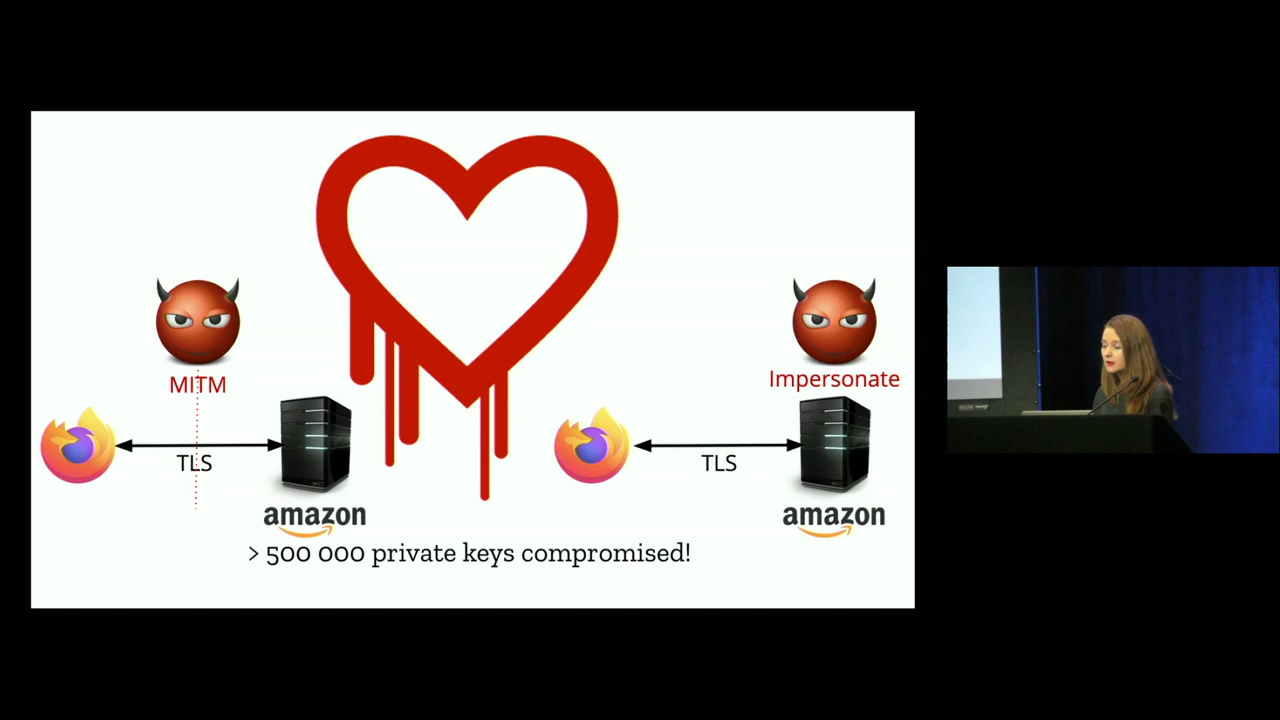 MITM
Impersonate
TLS
TLS
amazon
amazon
> 500 000 private keys compromised!